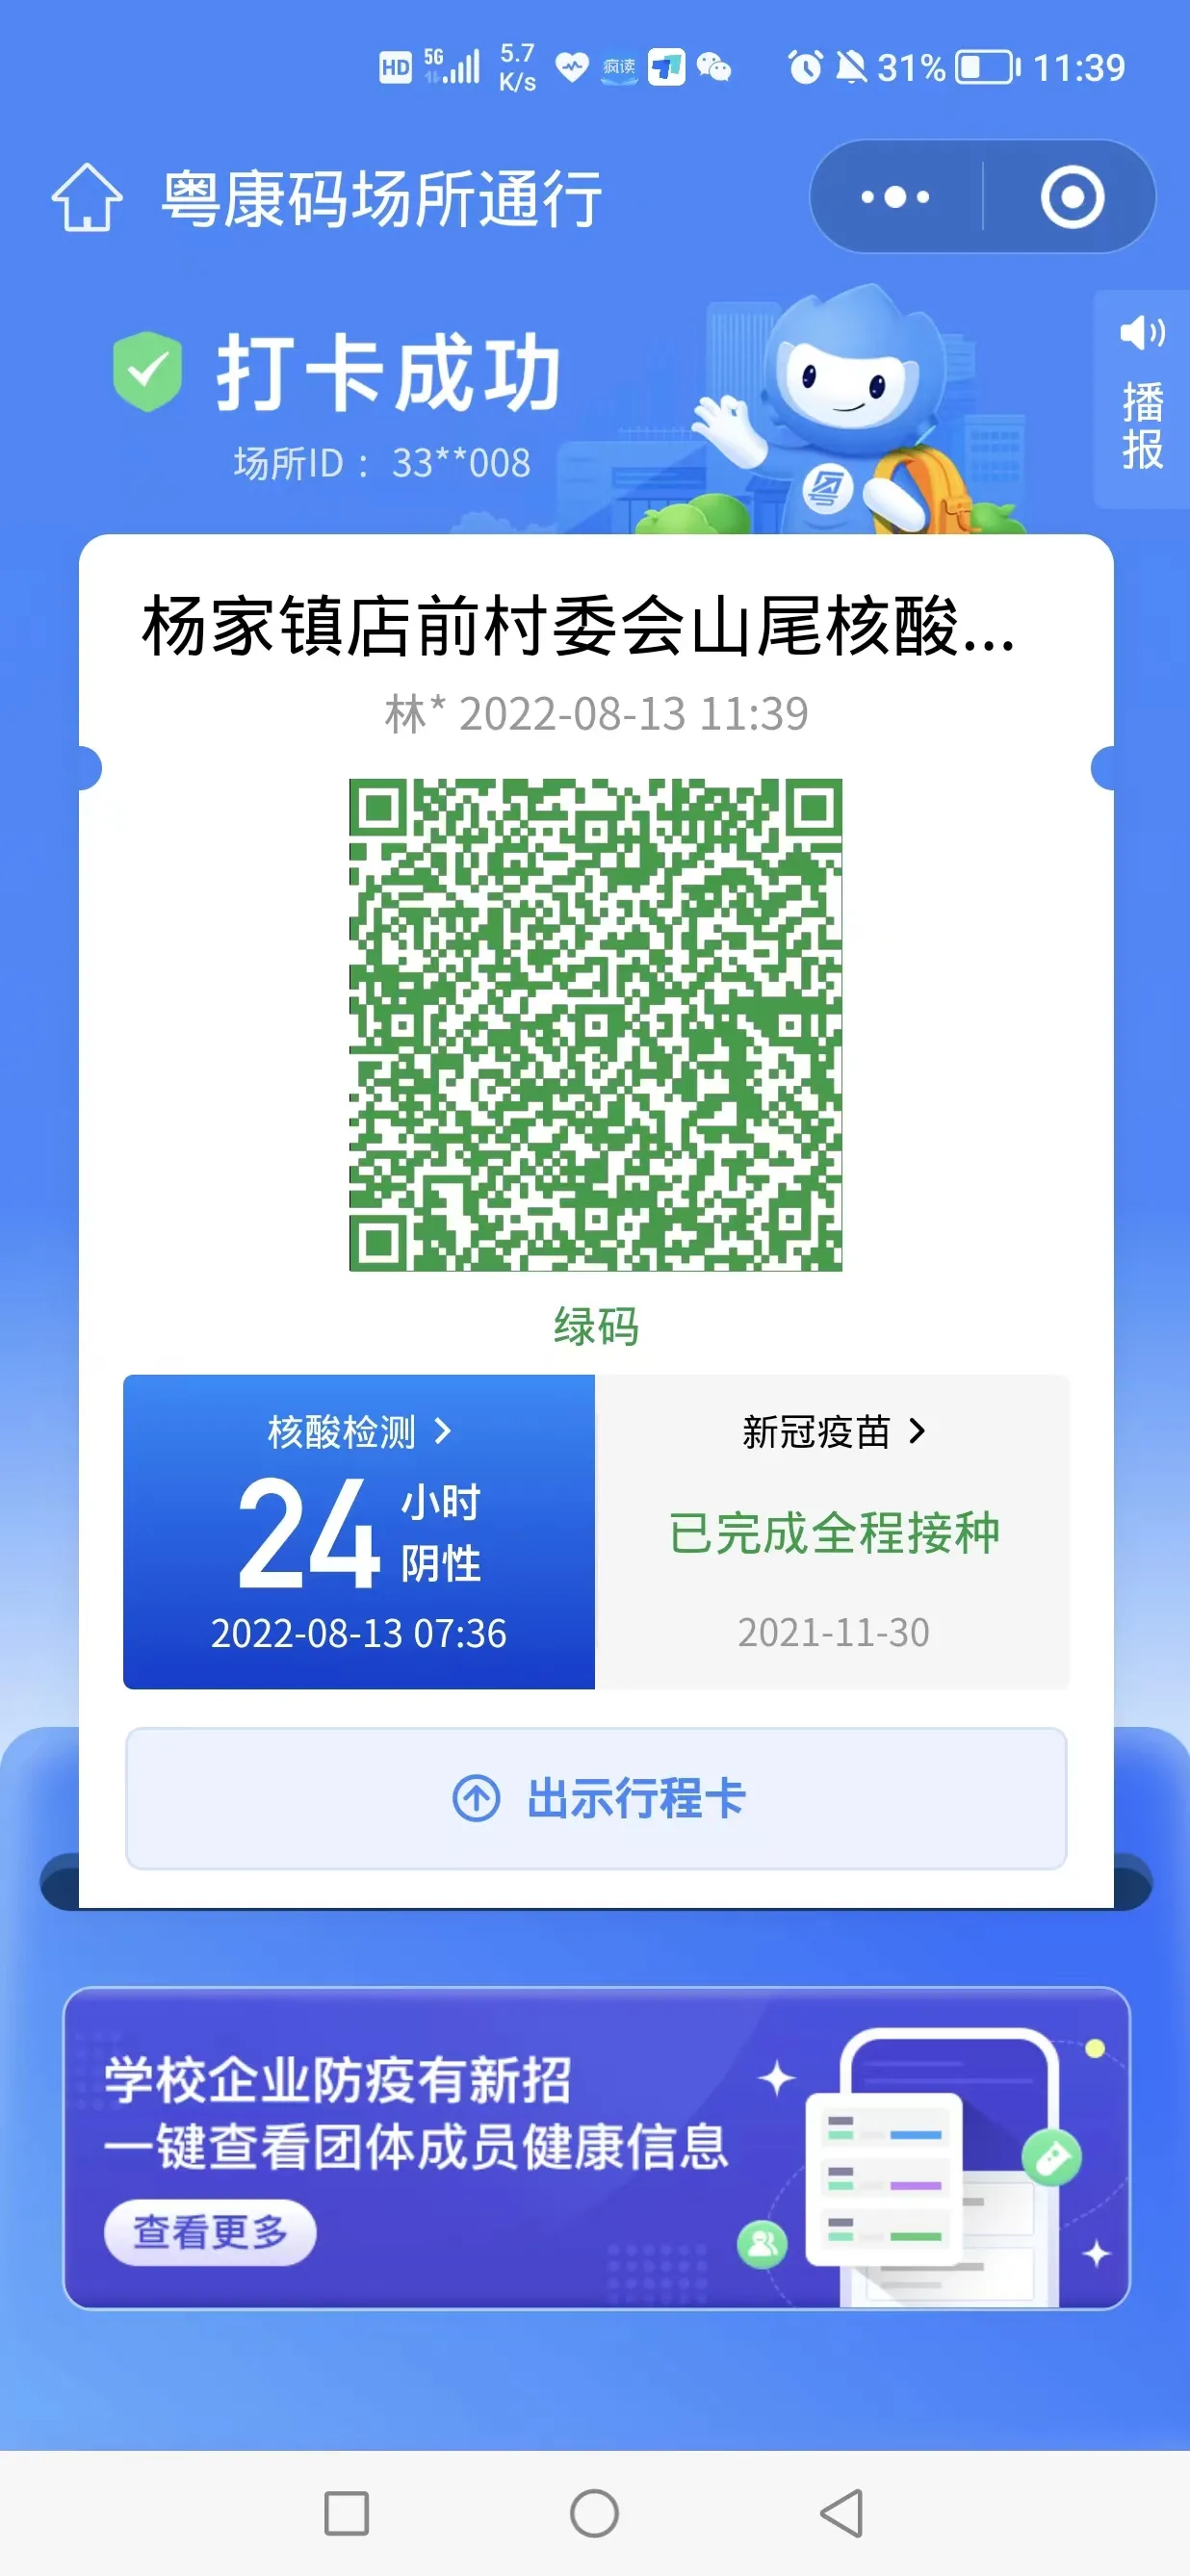 HD 5G 5.7 K/s 疯读 31% 11:39
粤康码场所通行
打卡成功
场所ID： 33**008
播报
杨家镇店前村委会山尾核酸...
林* 2022-08-13 11:39
绿码
核酸检测
24 小时 阴性
2022-08-13 07:36
新冠疫苗
已完成全程接种
2021-11-30
出示行程卡
学校企业防疫有新招
一键查看团体成员健康信息
查看更多